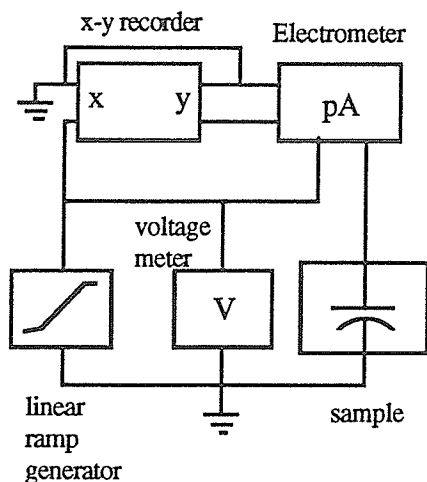 x-y recorder
Electrometer
x
y
pA
voltage
meter
V
linear
ramp
generator
sample